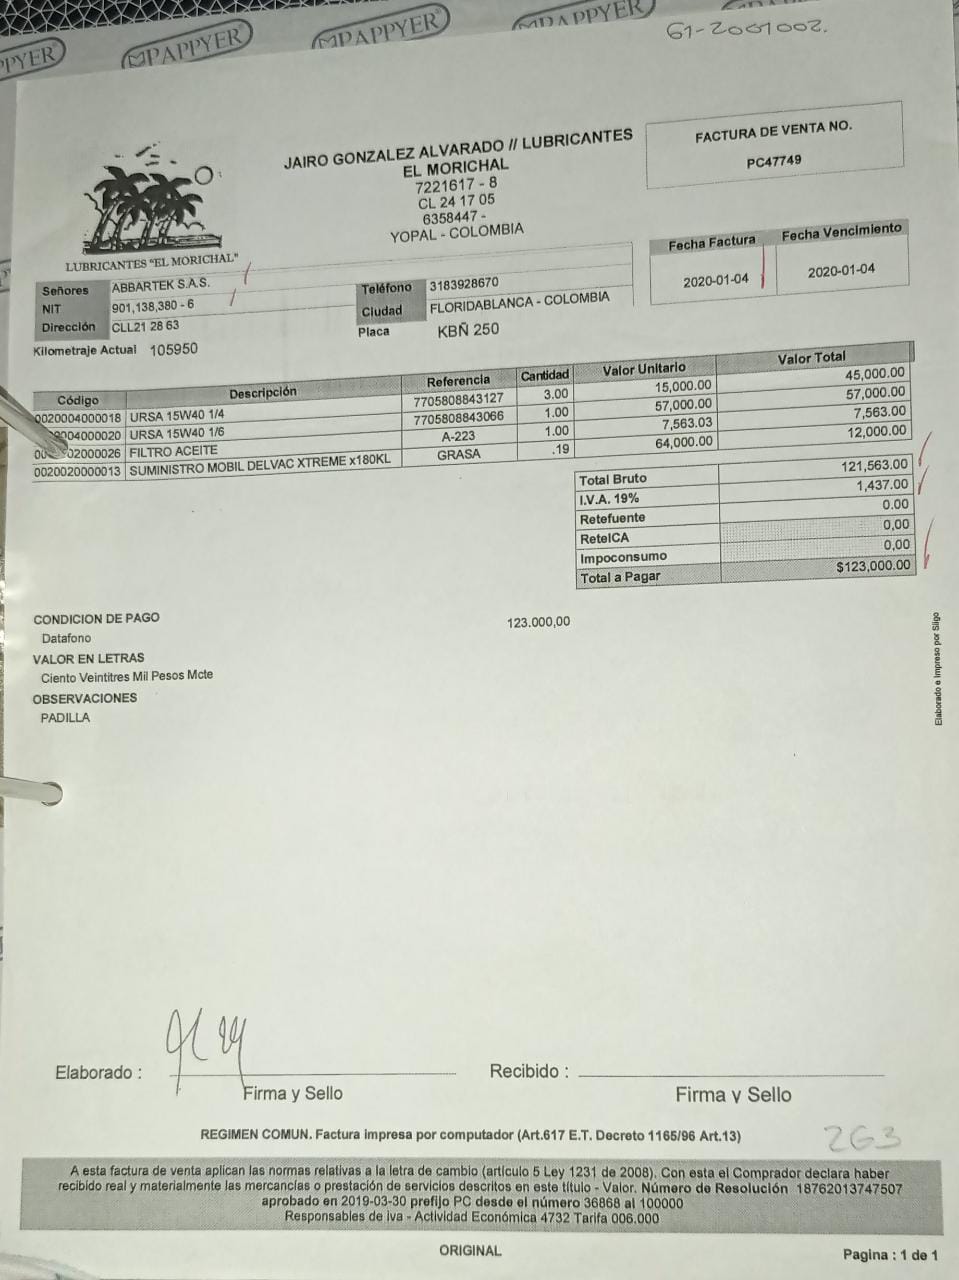 PAPPYER PAPPYER PAPPYER
G1-2001002.
JAIRO GONZALEZ ALVARADO // LUBRICANTES
EL MORICHAL
7221617 - 8
CL 24 17 05
6358447 -
YOPAL - COLOMBIA
FACTURA DE VENTA NO.
PC47749
LUBRICANTES "EL MORICHAL"
Fecha Factura Fecha Vencimiento
2020-01-04 2020-01-04
Señores ABBARTEK S.A.S. Teléfono 3183928670
NIT 901,138,380 - 6 Ciudad FLORIDABLANCA - COLOMBIA
Dirección CLL21 28 63 Placa KBÑ 250
Kilometraje Actual 105950
Código Descripción Referencia Cantidad Valor Unitario Valor Total
0020004000018 URSA 15W40 1/4 7705808843127 3.00 15,000.00 45,000.00
04000020 URSA 15W40 1/6 7705808843066 1.00 57,000.00 57,000.00
00 02000026 FILTRO ACEITE A-223 1.00 7,563.03 7,563.00
0020020000013 SUMINISTRO MOBIL DELVAC XTREME x180KL GRASA .19 64,000.00 12,000.00
Total Bruto 121,563.00
I.V.A. 19% 1,437.00
Retefuente 0.00
ReteICA 0,00
Impoconsumo 0,00
Total a Pagar $123,000.00
CONDICION DE PAGO
Datafono 123.000,00
VALOR EN LETRAS
Ciento Veintitres Mil Pesos Mcte
OBSERVACIONES
PADILLA
Elaborado e Impreso por Siigo
Elaborado : Recibido :
Firma y Sello Firma y Sello
REGIMEN COMUN. Factura impresa por computador (Art.617 E.T. Decreto 1165/96 Art.13)
263
A esta factura de venta aplican las normas relativas a la letra de cambio (artículo 5 Ley 1231 de 2008). Con esta el Comprador declara haber
recibido real y materialmente las mercancías o prestación de servicios descritos en este título - Valor. Número de Resolución 18762013747507
aprobado en 2019-03-30 prefijo PC desde el número 36868 al 100000
Responsables de iva - Actividad Económica 4732 Tarifa 006.000
ORIGINAL
Pagina : 1 de 1